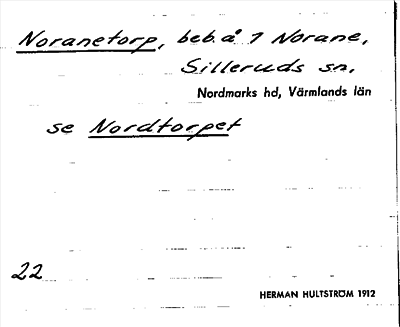 Noranetorp, beb. å 1 Norane,
Silleruds sn,
Nordmarks hd, Värmlands län
se Nordtorpet
22
HERMAN HULTSTRÖM 1912